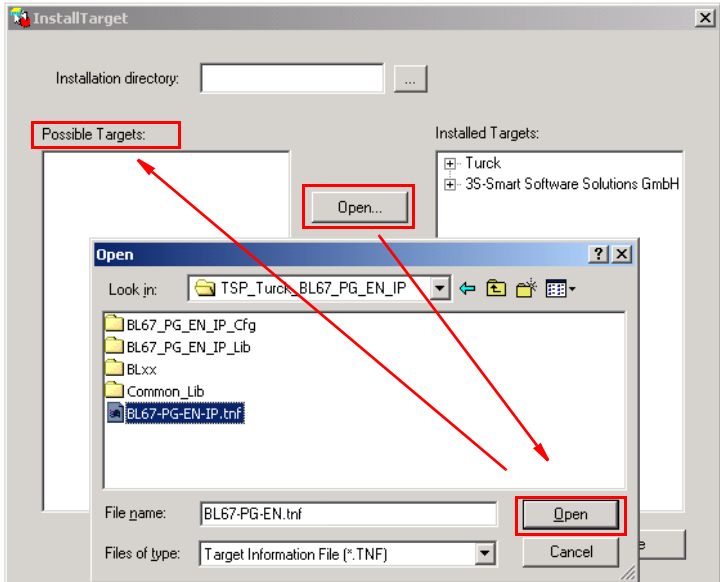 InstallTarget
Installation directory:
...
Possible Targets:
Installed Targets:
Turck
3S-Smart Software Solutions GmbH
Open...
Open
Look in:
TSP_Turck_BL67_PG_EN_IP
BL67_PG_EN_IP_Cfg
BL67_PG_EN_IP_Lib
BLxx
Common_Lib
BL67-PG-EN-IP.tnf
File name:
BL67-PG-EN.tnf
Open
Files of type:
Target Information File (*.TNF)
Cancel